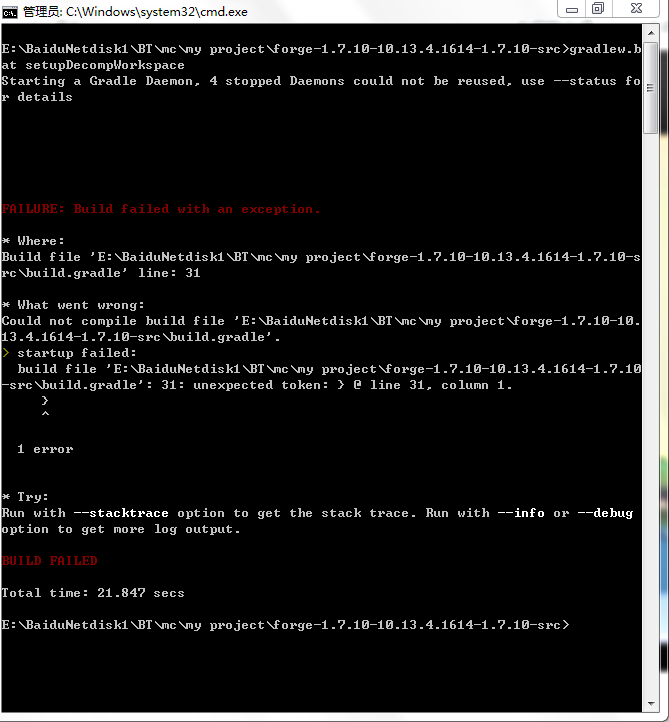 管理员: C:\Windows\system32\cmd.exe
E:\BaiduNetdisk1\BT\mc\my project\forge-1.7.10-10.13.4.1614-1.7.10-src>gradlew.b
at setupDecompWorkspace
Starting a Gradle Daemon, 4 stopped Daemons could not be reused, use --status fo
r details
FAILURE: Build failed with an exception.
* Where:
Build file 'E:\BaiduNetdisk1\BT\mc\my project\forge-1.7.10-10.13.4.1614-1.7.10-s
rc\build.gradle' line: 31
* What went wrong:
Could not compile build file 'E:\BaiduNetdisk1\BT\mc\my project\forge-1.7.10-10.
13.4.1614-1.7.10-src\build.gradle'.
> startup failed:
  build file 'E:\BaiduNetdisk1\BT\mc\my project\forge-1.7.10-10.13.4.1614-1.7.10
-src\build.gradle': 31: unexpected token: } @ line 31, column 1.
     }
     ^
  1 error
* Try:
Run with --stacktrace option to get the stack trace. Run with --info or --debug
option to get more log output.
BUILD FAILED
Total time: 21.847 secs
E:\BaiduNetdisk1\BT\mc\my project\forge-1.7.10-10.13.4.1614-1.7.10-src>